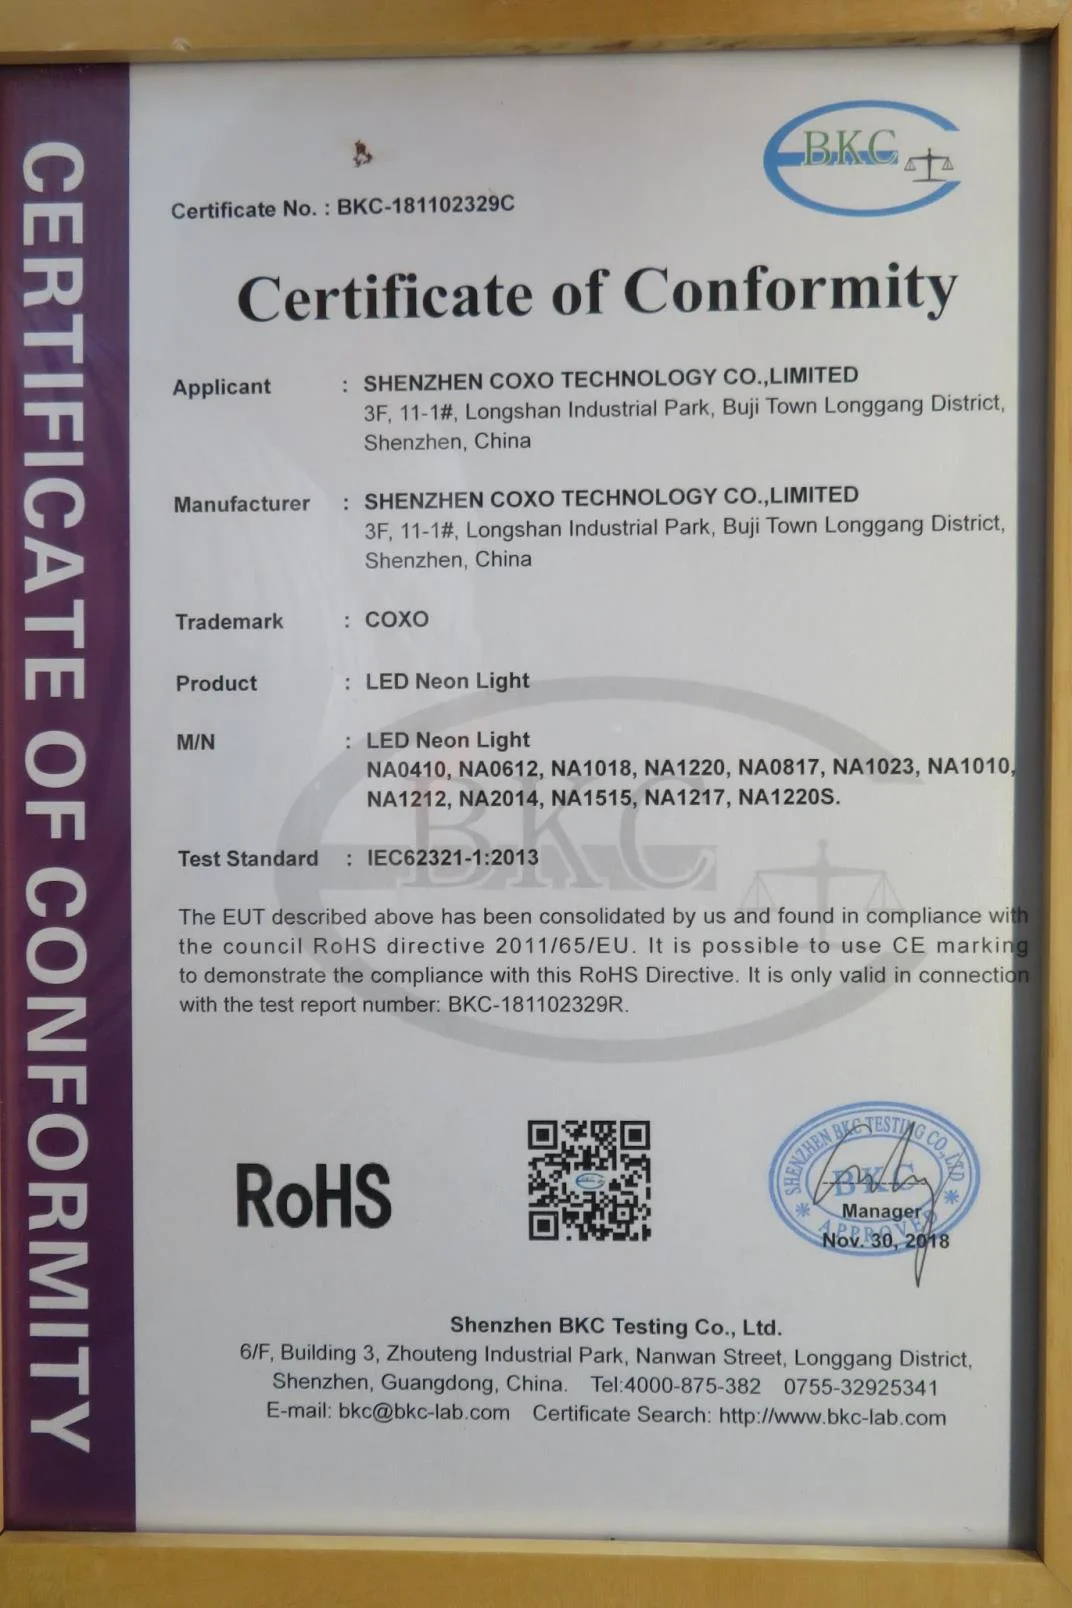 CERTIFICATE OF CONFORMITY
BKC
Certificate No. : BKC-181102329C
Certificate of Conformity
Applicant : SHENZHEN COXO TECHNOLOGY CO.,LIMITED
3F, 11-1#, Longshan Industrial Park, Buji Town Longgang District,
Shenzhen, China
Manufacturer : SHENZHEN COXO TECHNOLOGY CO.,LIMITED
3F, 11-1#, Longshan Industrial Park, Buji Town Longgang District,
Shenzhen, China
Trademark : COXO
Product : LED Neon Light
M/N : LED Neon Light
NA0410, NA0612, NA1018, NA1220, NA0817, NA1023, NA1010,
NA1212, NA2014, NA1515, NA1217, NA1220S.
BKC
Test Standard : IEC62321-1:2013
The EUT described above has been consolidated by us and found in compliance with
the council RoHS directive 2011/65/EU. It is possible to use CE marking
to demonstrate the compliance with this RoHS Directive. It is only valid in connection
with the test report number: BKC-181102329R.
RoHS
SHENZHEN BKC TESTING CO.,LTD
BKC
Manager
APPROVED
Nov. 30, 2018
Shenzhen BKC Testing Co., Ltd.
6/F, Building 3, Zhouteng Industrial Park, Nanwan Street, Longgang District,
Shenzhen, Guangdong, China. Tel:4000-875-382 0755-32925341
E-mail: bkc@bkc-lab.com Certificate Search: http://www.bkc-lab.com